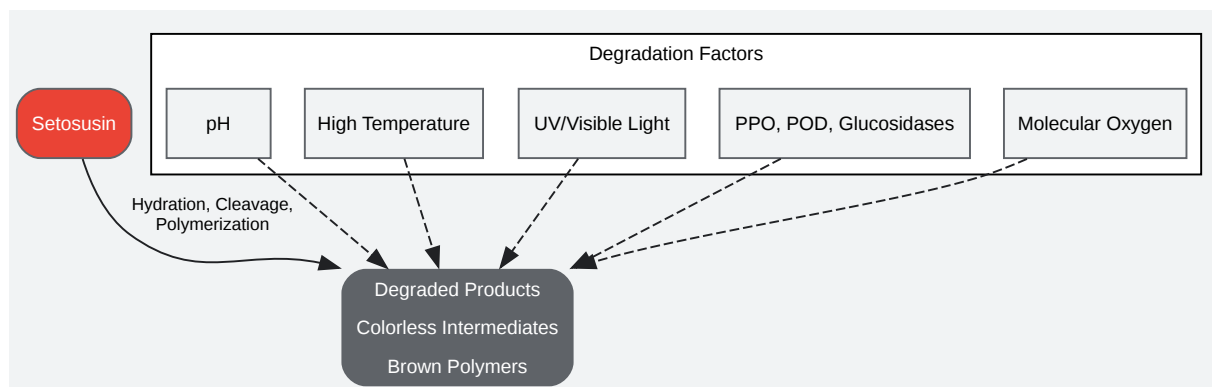 Degradation Factors
Setosusin
pH
High Temperature
UV/Visible Light
PPO, POD, Glucosidases
Molecular Oxygen
Hydration, Cleavage,
Polymerization
Degraded Products
Colorless Intermediates
Brown Polymers